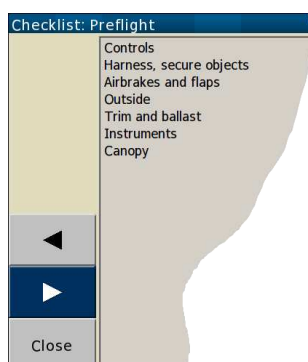 Checklist: Preflight
Controls
Harness, secure objects
Airbrakes and flaps
Outside
Trim and ballast
Instruments
Canopy
Close